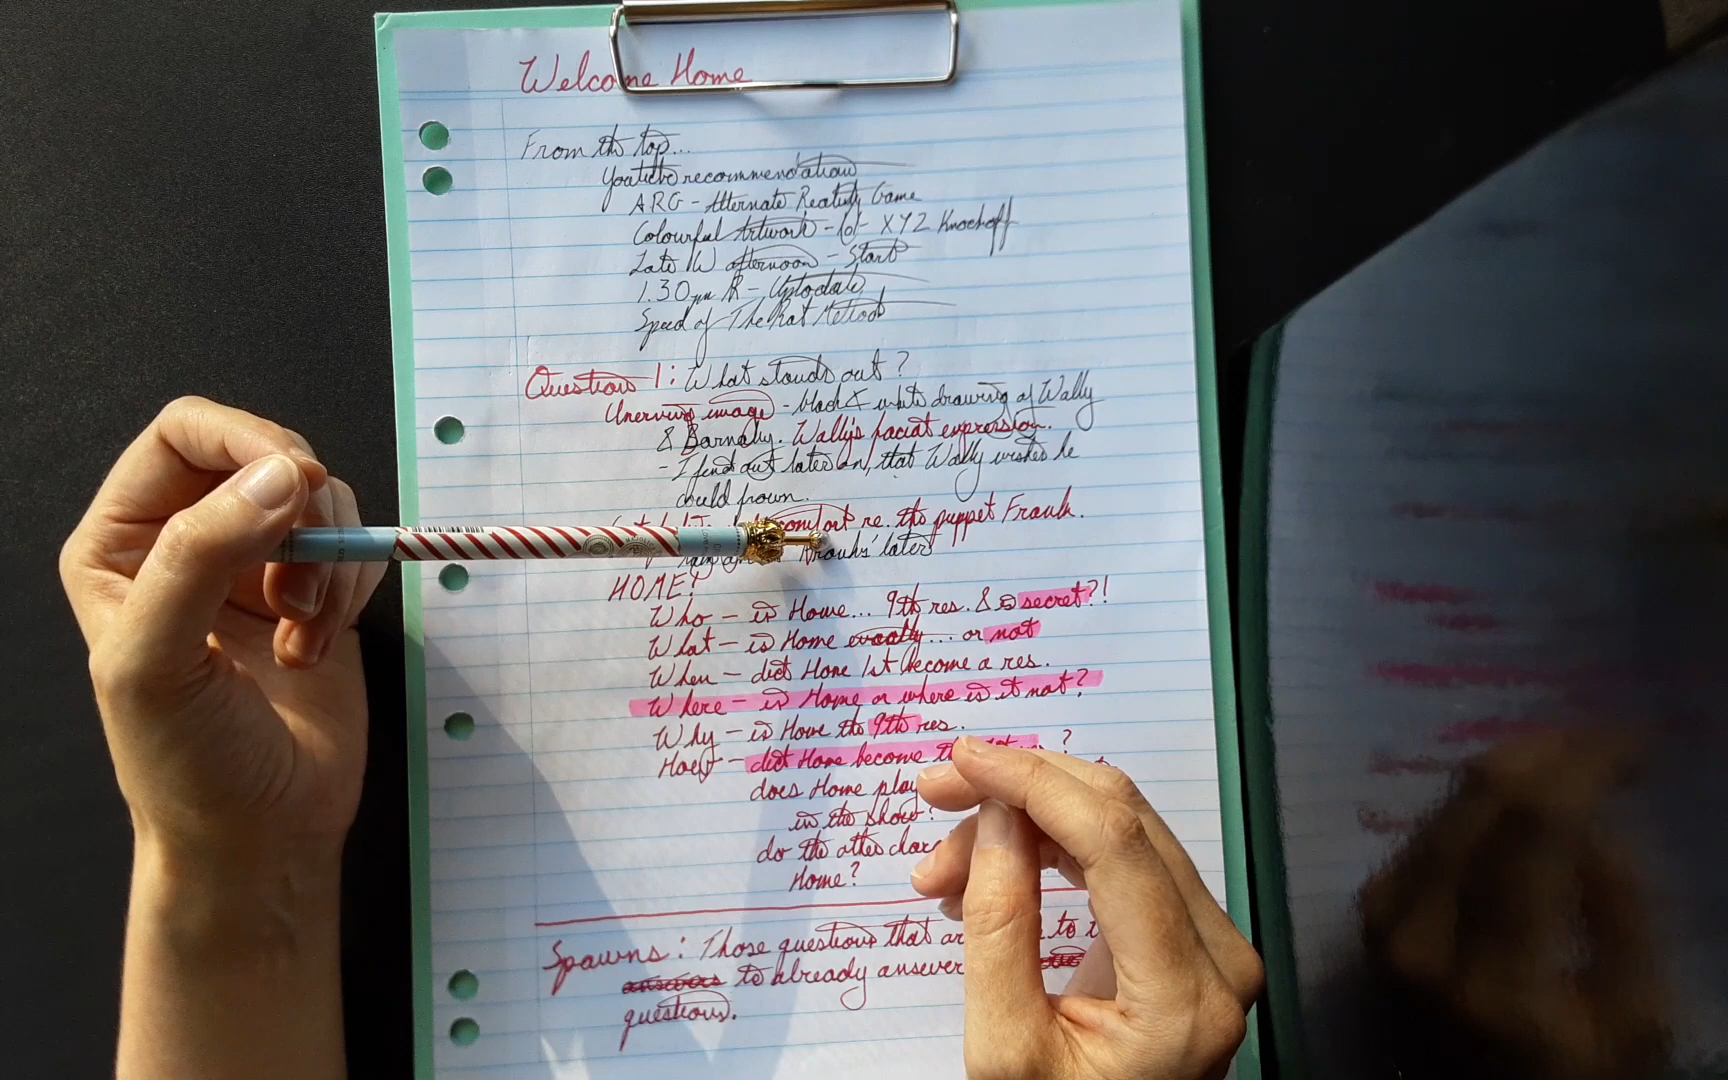 Welcome Home
From the top...
Youtube recommendation
ARG - Alternate Reality Game
Colourful Artwork - lol - XYZ Knockoff
Late W afternoon - Start
1.30pm R - Uptodate
Speed of The Rat Method
Question 1: What stands out?
Unerving image - black & white drawing of Wally
& Barnaby. Wally's facial expression.
- I find out later on, that Wally wishes he
could frown.
comfort re. the puppet Frank.
Franks' later
HOME!
Who - is Home... 9th res. & a secret?!
What - is Home exactly... or not
When - did Home 1st become a res.
Where - is Home or where is it not?
Why - is Home the 9th res.
How - did Home become ?
does Home play
in the show?
do the other
Home?
Spawns: Those questions that to
answers to already
questions.